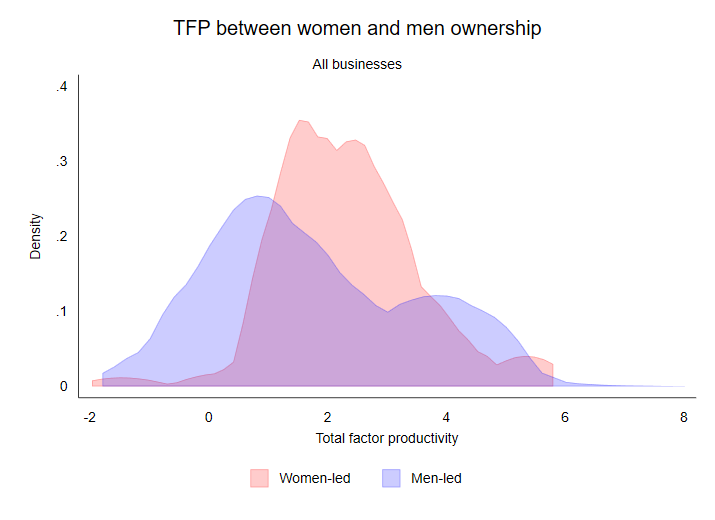 TFP between women and men ownership
All businesses
.4
.3
.2
.1
0
Density
-2 0 2 4 6 8
Total factor productivity
Women-led Men-led